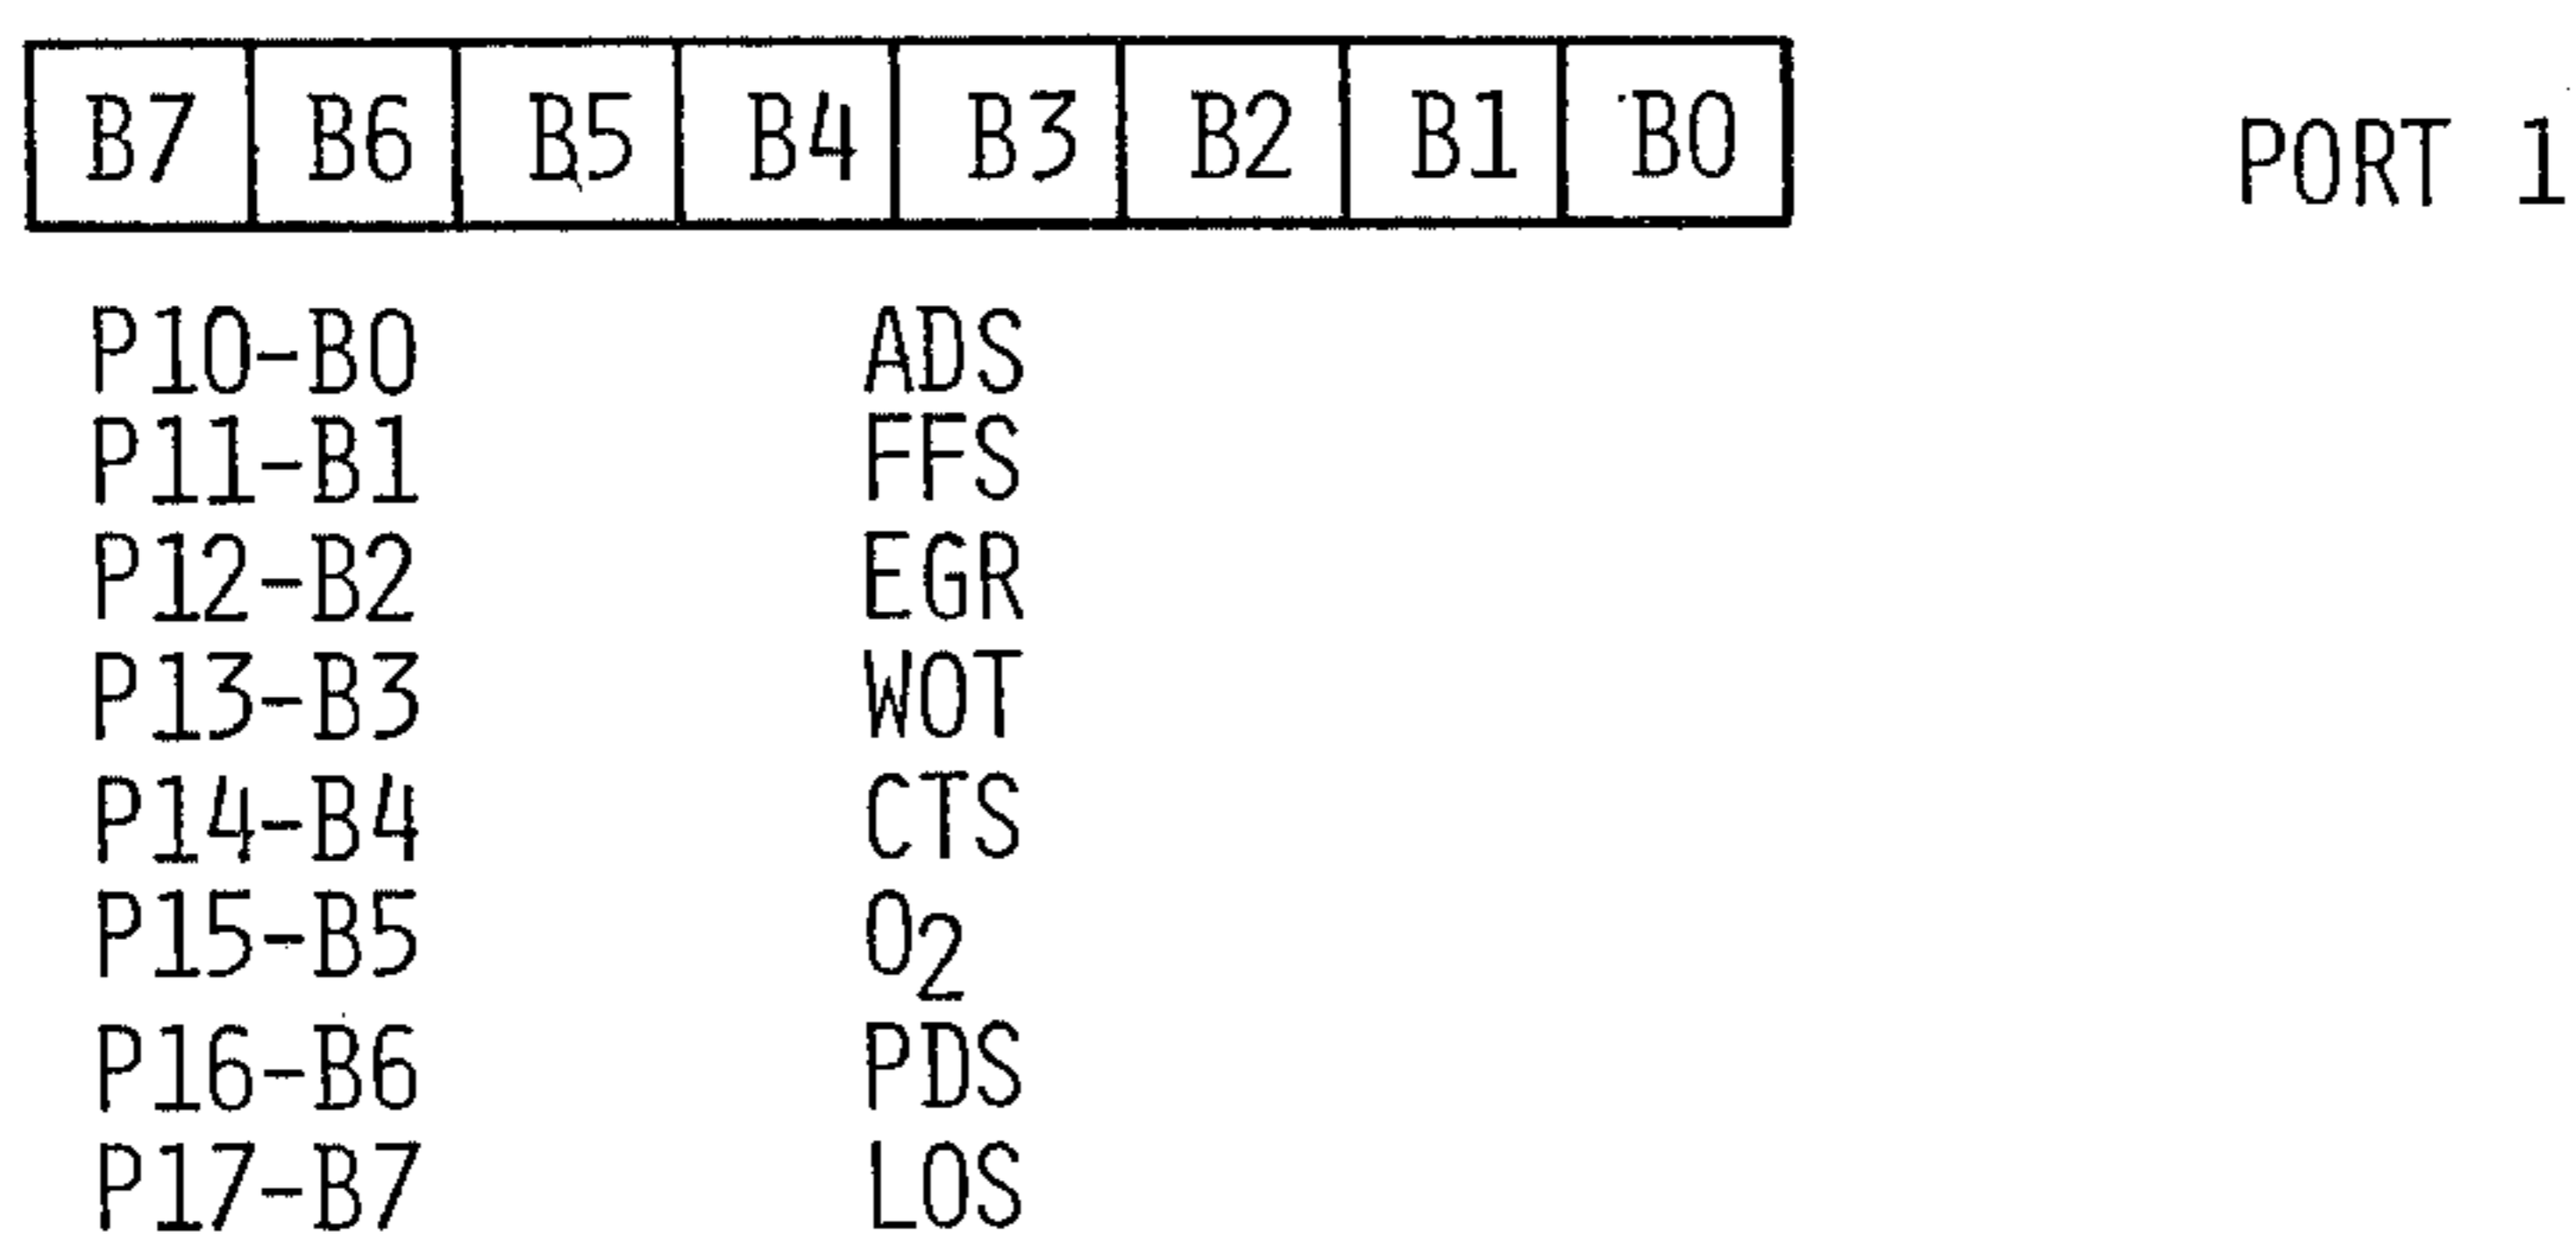 B7 B6 B5 B4 B3 B2 B1 B0 PORT 1
P10-B0 ADS
P11-B1 FFS
P12-B2 EGR
P13-B3 WOT
P14-B4 CTS
P15-B5 O2
P16-B6 PDS
P17-B7 LOS